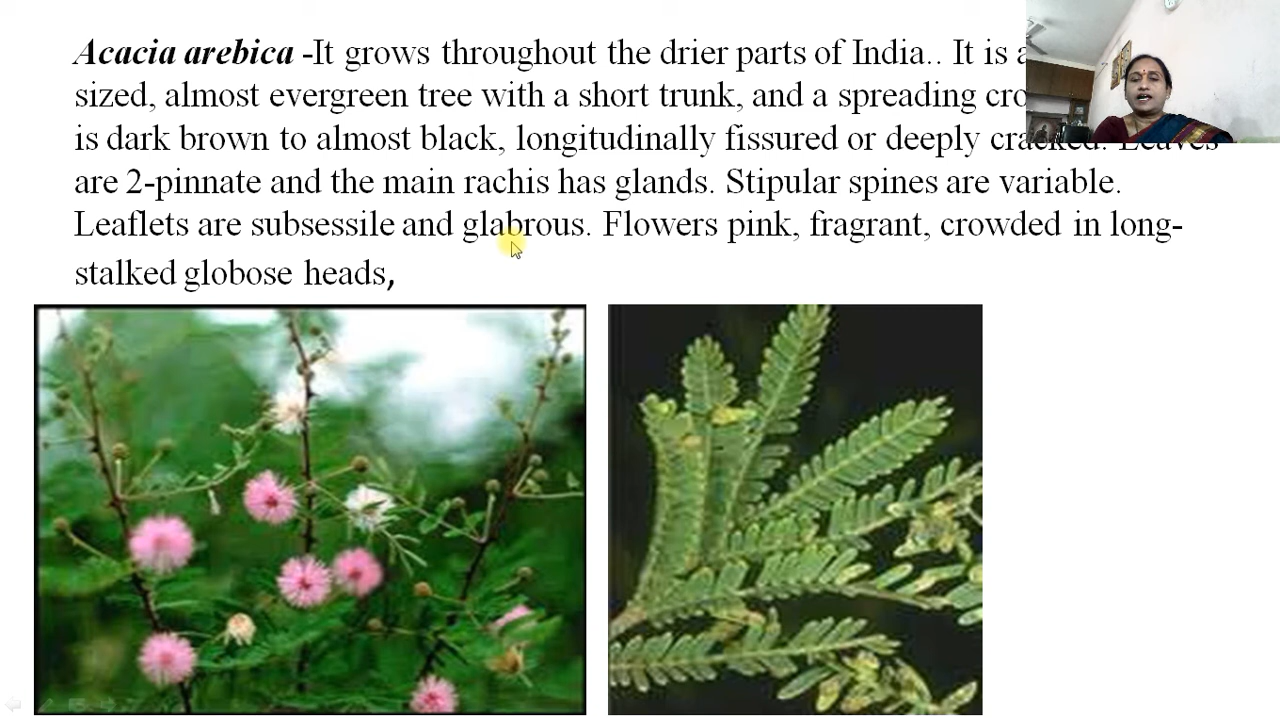 Acacia arebica -It grows throughout the drier parts of India.. It is a
sized, almost evergreen tree with a short trunk, and a spreading
is dark brown to almost black, longitudinally fissured or deeply cracked. Leaves
are 2-pinnate and the main rachis has glands. Stipular spines are variable.
Leaflets are subsessile and glabrous. Flowers pink, fragrant, crowded in long-
stalked globose heads,